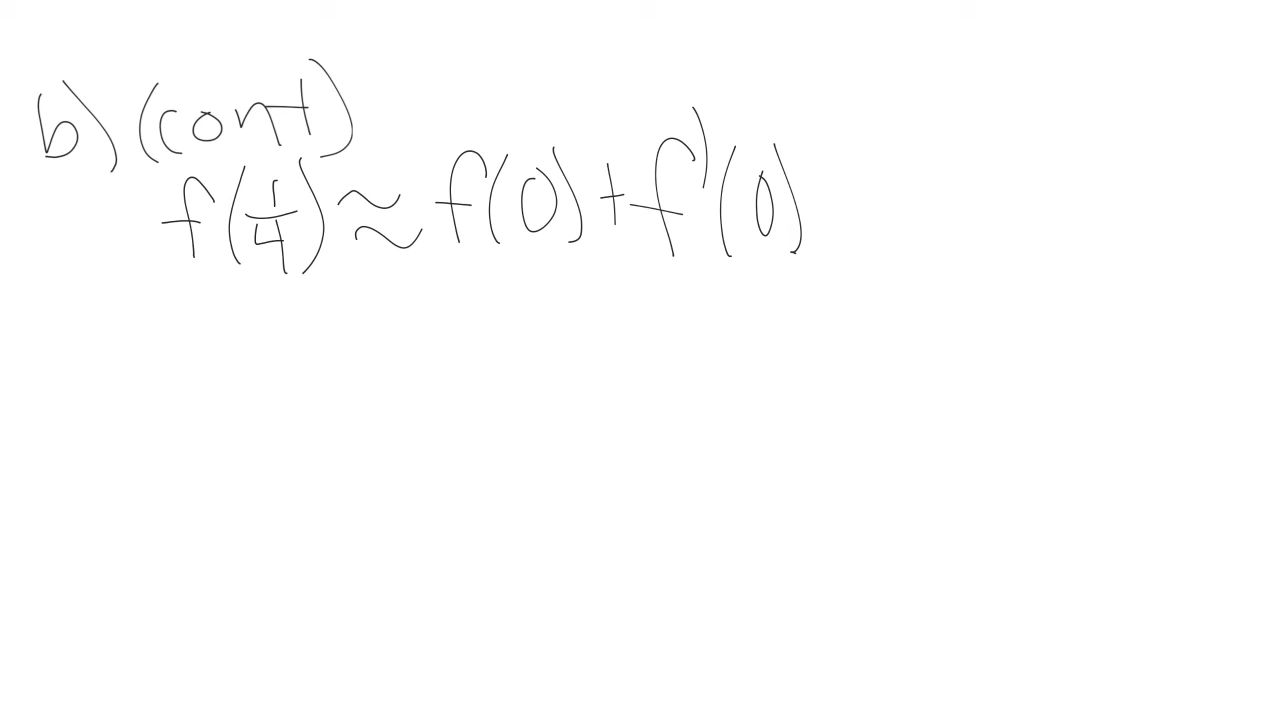 b) (cont)
f(1/4) ≈ f(0) + f'(0)